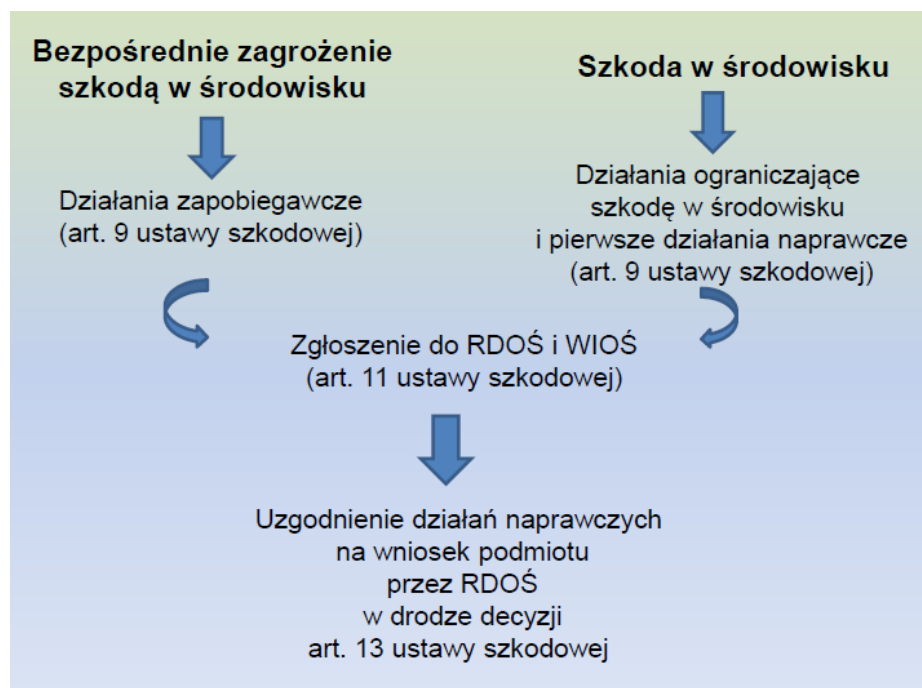 Bezpośrednie zagrożenie
szkodą w środowisku
Działania zapobiegawcze
(art. 9 ustawy szkodowej)
Szkoda w środowisku
Działania ograniczające
szkodę w środowisku
i pierwsze działania naprawcze
(art. 9 ustawy szkodowej)
Zgłoszenie do RDOŚ i WIOŚ
(art. 11 ustawy szkodowej)
Uzgodnienie działań naprawczych
na wniosek podmiotu
przez RDOŚ
w drodze decyzji
art. 13 ustawy szkodowej